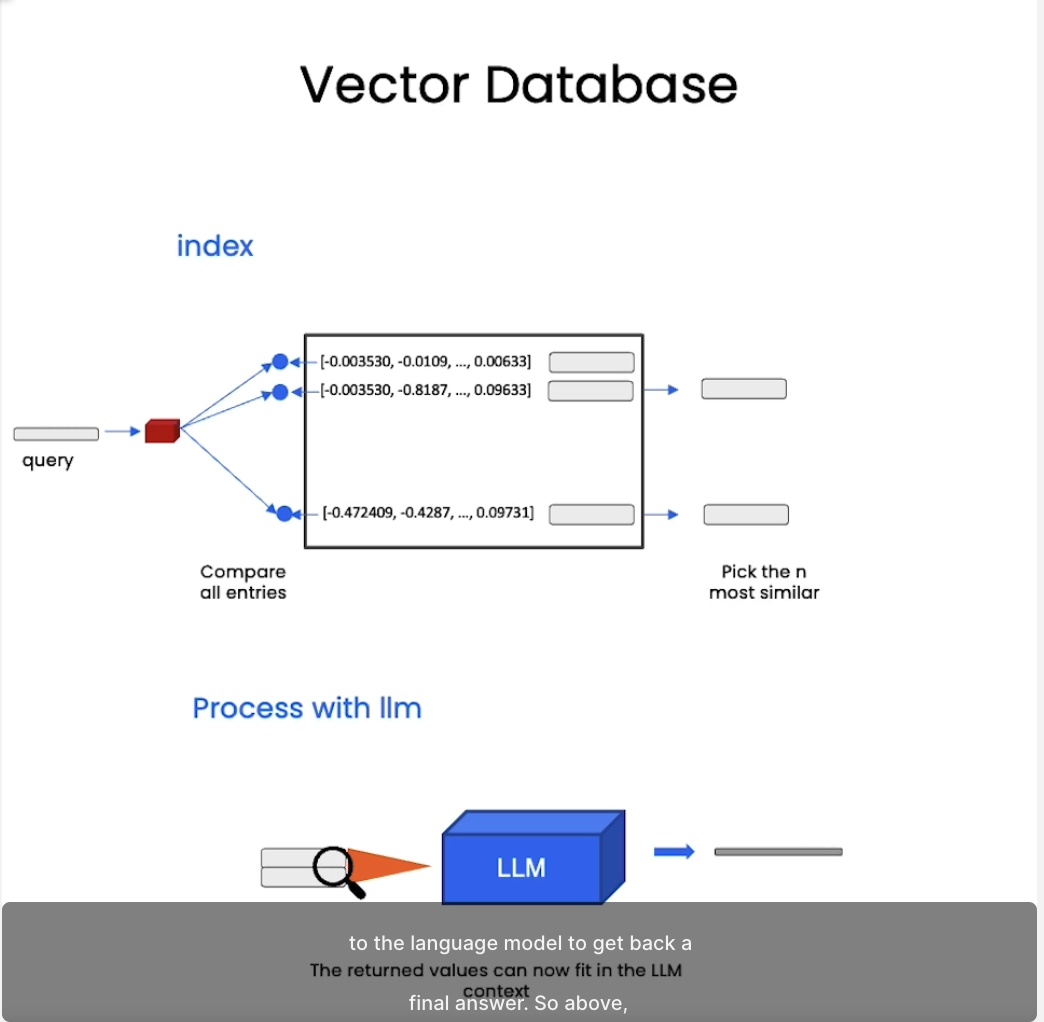 Vector Database
index
[-0.003530, -0.0109, ..., 0.00633]
[-0.003530, -0.8187, ..., 0.09633]
query
[-0.472409, -0.4287, ..., 0.09731]
Compare
all entries
Pick the n
most similar
Process with llm
LLM
to the language model to get back a
The returned values can now fit in the LLM
context
final answer. So above,